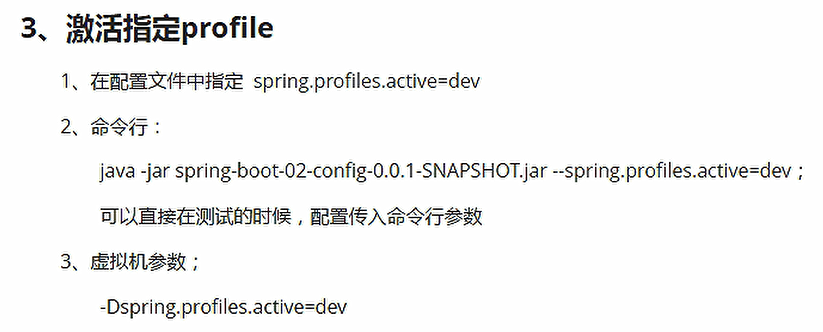 3、激活指定profile
1、在配置文件中指定 spring.profiles.active=dev
2、命令行：
java -jar spring-boot-02-config-0.0.1-SNAPSHOT.jar --spring.profiles.active=dev；
可以直接在测试的时候，配置传入命令行参数
3、虚拟机参数；
-Dspring.profiles.active=dev